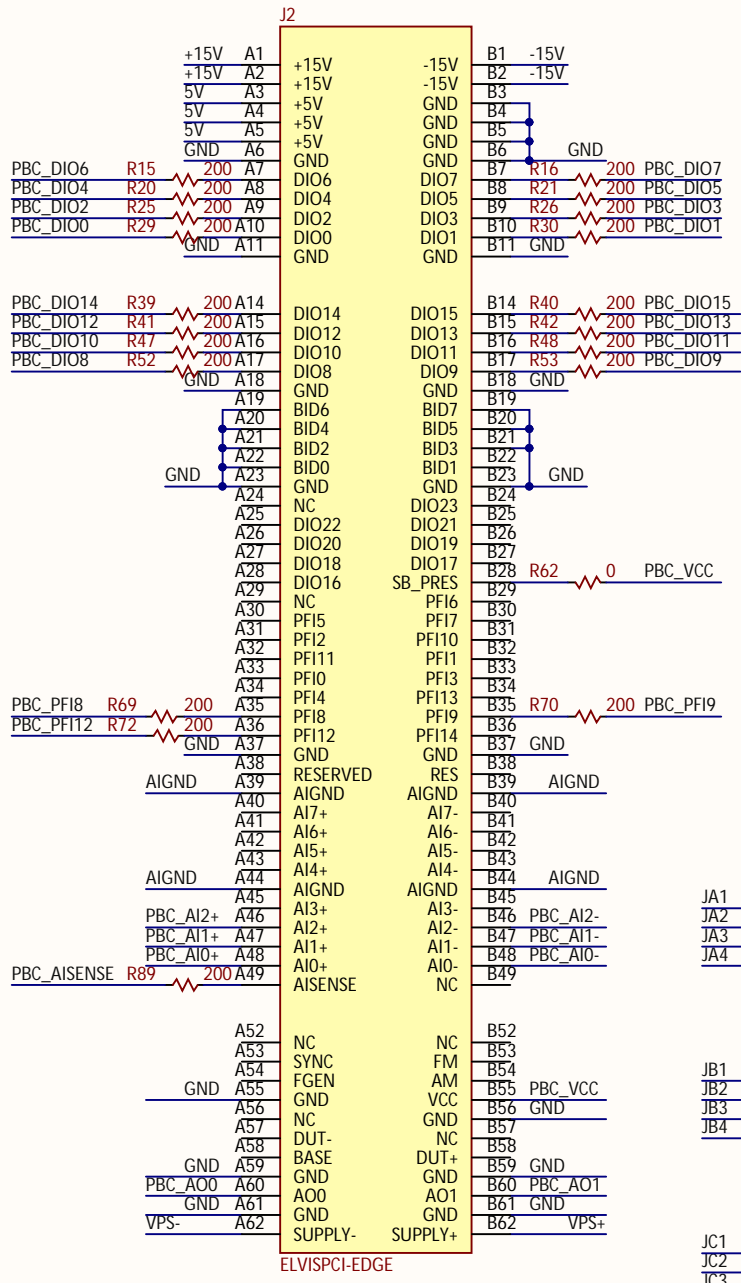 J2
+15V A1 +15V -15V B1 -15V
+15V A2 +15V -15V B2 -15V
5V A3 +5V GND B3
5V A4 +5V GND B4
5V A5 +5V GND B5
GND A6 GND GND B6 GND
PBC_DIO6 R15 200 A7 DIO6 DIO7 B7 R16 200 PBC_DIO7
PBC_DIO4 R20 200 A8 DIO4 DIO5 B8 R21 200 PBC_DIO5
PBC_DIO2 R25 200 A9 DIO2 DIO3 B9 R26 200 PBC_DIO3
PBC_DIO0 R29 200 A10 DIO0 DIO1 B10 R30 200 PBC_DIO1
GND A11 GND GND B11 GND
PBC_DIO14 R39 200 A14 DIO14 DIO15 B14 R40 200 PBC_DIO15
PBC_DIO12 R41 200 A15 DIO12 DIO13 B15 R42 200 PBC_DIO13
PBC_DIO10 R47 200 A16 DIO10 DIO11 B16 R48 200 PBC_DIO11
PBC_DIO8 R52 200 A17 DIO8 DIO9 B17 R53 200 PBC_DIO9
GND A18 GND GND B18 GND
A19 BID6 BID7 B19
A20 BID4 BID5 B20
A21 BID2 BID3 B21
A22 BID0 BID1 B22
GND A23 GND GND B23 GND
A24 NC DIO23 B24
A25 DIO22 DIO21 B25
A26 DIO20 DIO19 B26
A27 DIO18 DIO17 B27
A28 DIO16 SB_PRES B28 R62 0 PBC_VCC
A29 NC PFI6 B29
A30 PFI5 PFI7 B30
A31 PFI2 PFI10 B31
A32 PFI11 PFI1 B32
A33 PFI0 PFI3 B33
A34 PFI4 PFI13 B34
PBC_PFI8 R69 200 A35 PFI8 PFI9 B35 R70 200 PBC_PFI9
PBC_PFI12 R72 200 A36 PFI12 PFI14 B36
GND A37 GND GND B37 GND
A38 RESERVED RES B38
AIGND A39 AIGND AIGND B39 AIGND
A40 AI7+ AI7- B40
A41 AI6+ AI6- B41
A42 AI5+ AI5- B42
A43 AI4+ AI4- B43
AIGND A44 AIGND AIGND B44 AIGND
A45 AI3+ AI3- B45 JA1
PBC_AI2+ A46 AI2+ AI2- B46 PBC_AI2- JA2
PBC_AI1+ A47 AI1+ AI1- B47 PBC_AI1- JA3
PBC_AI0+ A48 AI0+ AI0- B48 PBC_AI0- JA4
PBC_AISENSE R89 200 A49 AISENSE NC B49
A52 NC NC B52
A53 SYNC FM B53
A54 FGEN AM B54 JB1
GND A55 GND VCC B55 PBC_VCC JB2
A56 NC GND B56 GND JB3
A57 DUT- NC B57 JB4
A58 BASE DUT+ B58
GND A59 GND GND B59 GND
PBC_AO0 A60 AO0 AO1 B60 PBC_AO1
GND A61 GND GND B61 GND
VPS- A62 SUPPLY- SUPPLY+ B62 VPS+
JC1
ELVISPCI-EDGE JC2
JC3